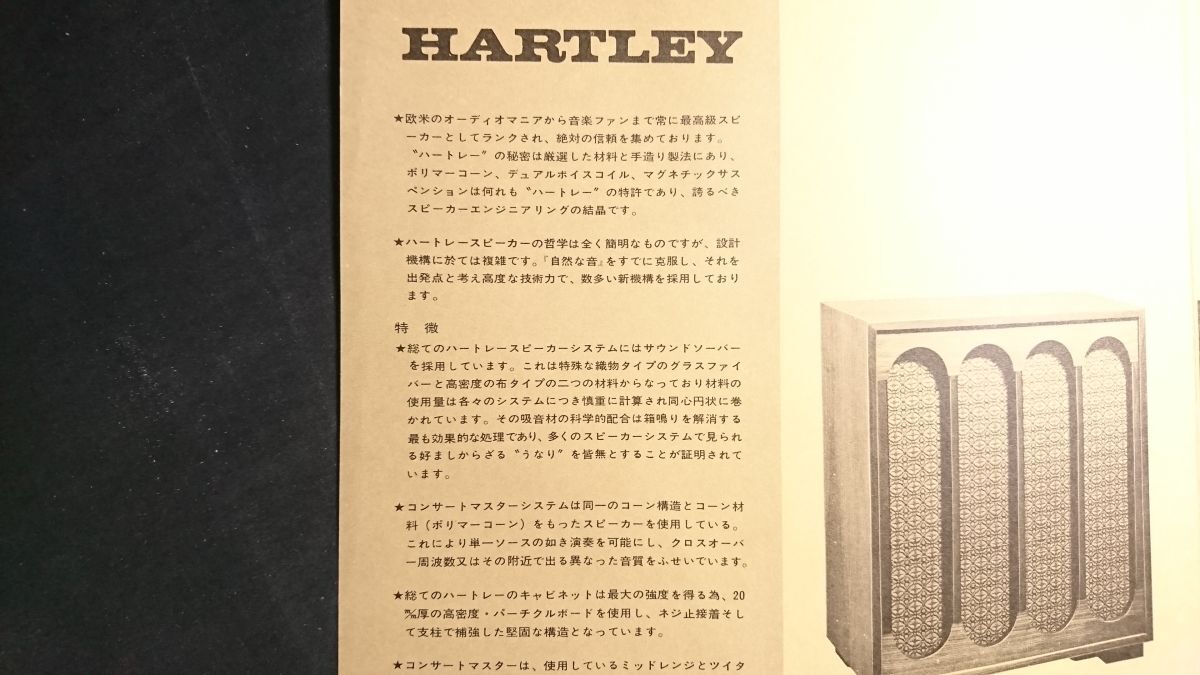 HARTLEY
★欧米のオーディオマニアから音楽ファンまで常に最高級スピ
ーカーとしてランクされ、絶対の信頼を集めております。
〝ハートレー〟の秘密は厳選した材料と手造り製法にあり、
ポリマーコーン、デュアルボイスコイル、マグネチックサス
ペンションは何れも〝ハートレー〟の特許であり、誇るべき
スピーカーエンジニアリングの結晶です。
★ハートレースピーカーの哲学は全く簡明なものですが、設計
機構に於ては複雑です。『自然な音』をすでに克服し、それを
出発点と考え高度な技術力で、数多い新機構を採用しており
ます。
特　徴
★総てのハートレースピーカーシステムにはサウンドソーバー
を採用しています。これは特殊な織物タイプのグラスファイ
バーと高密度の布タイプの二つの材料からなっており材料の
使用量は各々のシステムにつき慎重に計算され同心円状に巻
かれています。その吸音材の科学的配合は箱鳴りを解消する
最も効果的な処理であり、多くのスピーカーシステムで見られ
る好ましからざる〝うなり〟を皆無とすることが証明されて
います。
★コンサートマスターシステムは同一のコーン構造とコーン材
料（ポリマーコーン）をもったスピーカーを使用している。
これにより単一ソースの如き演奏を可能にし、クロスオーバ
ー周波数又はその附近で出る異なった音質をふせいでいます。
★総てのハートレーのキャビネットは最大の強度を得る為、20
㎜厚の高密度・パーチクルボードを使用し、ネジ止接着そし
て支柱で補強した堅固な構造となっています。
★コンサートマスターは、使用しているミッドレンジとツイタ